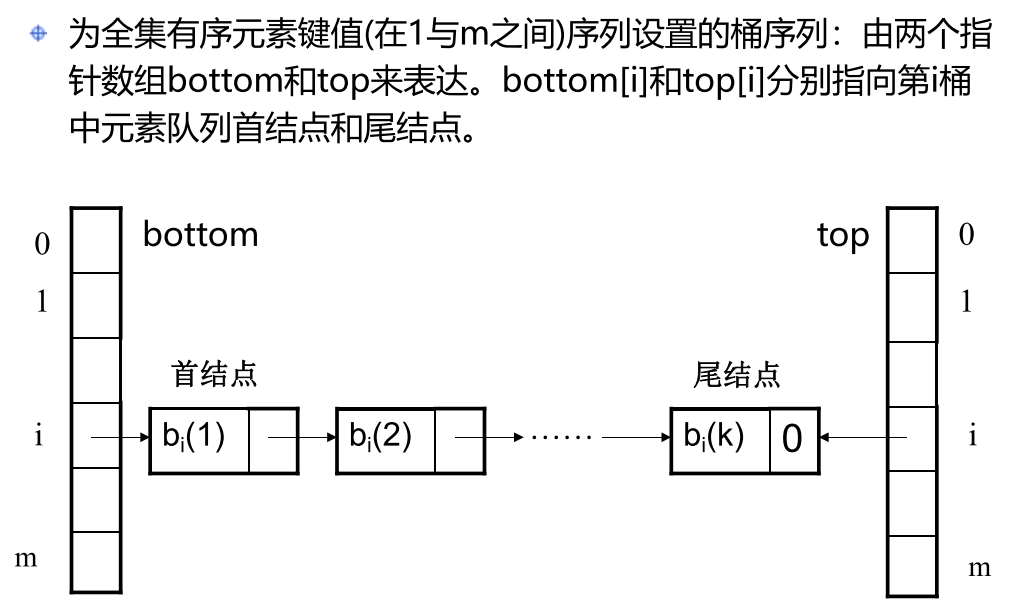 为全集有序元素键值(在1与m之间)序列设置的桶序列：由两个指
针数组bottom和top来表达。bottom[i]和top[i]分别指向第i桶
中元素队列首结点和尾结点。
0 bottom top 0
1 1
首结点 尾结点
i bi(1) bi(2) ...... bi(k) 0 i
m m